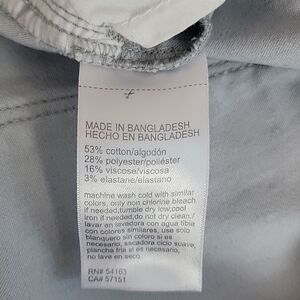 MADE IN BANGLADESH
HECHO EN BANGLADESH
53% cotton/algodón
28% polyester/poliéster
16% viscose/viscosa
3% elastane/elastano
machine wash cold with similar
colors, only non chlorine bleach
if needed,tumble dry low,cool
iron if needed,do not dry clean./
lavar en lavadora con agua tibia
con colores similares, use solo
blanquero sin color si es
necesario, sacadora ciclo suave,
plancha fria si es necesario,
no lave en seco.
RN# 54163
CA# 57151